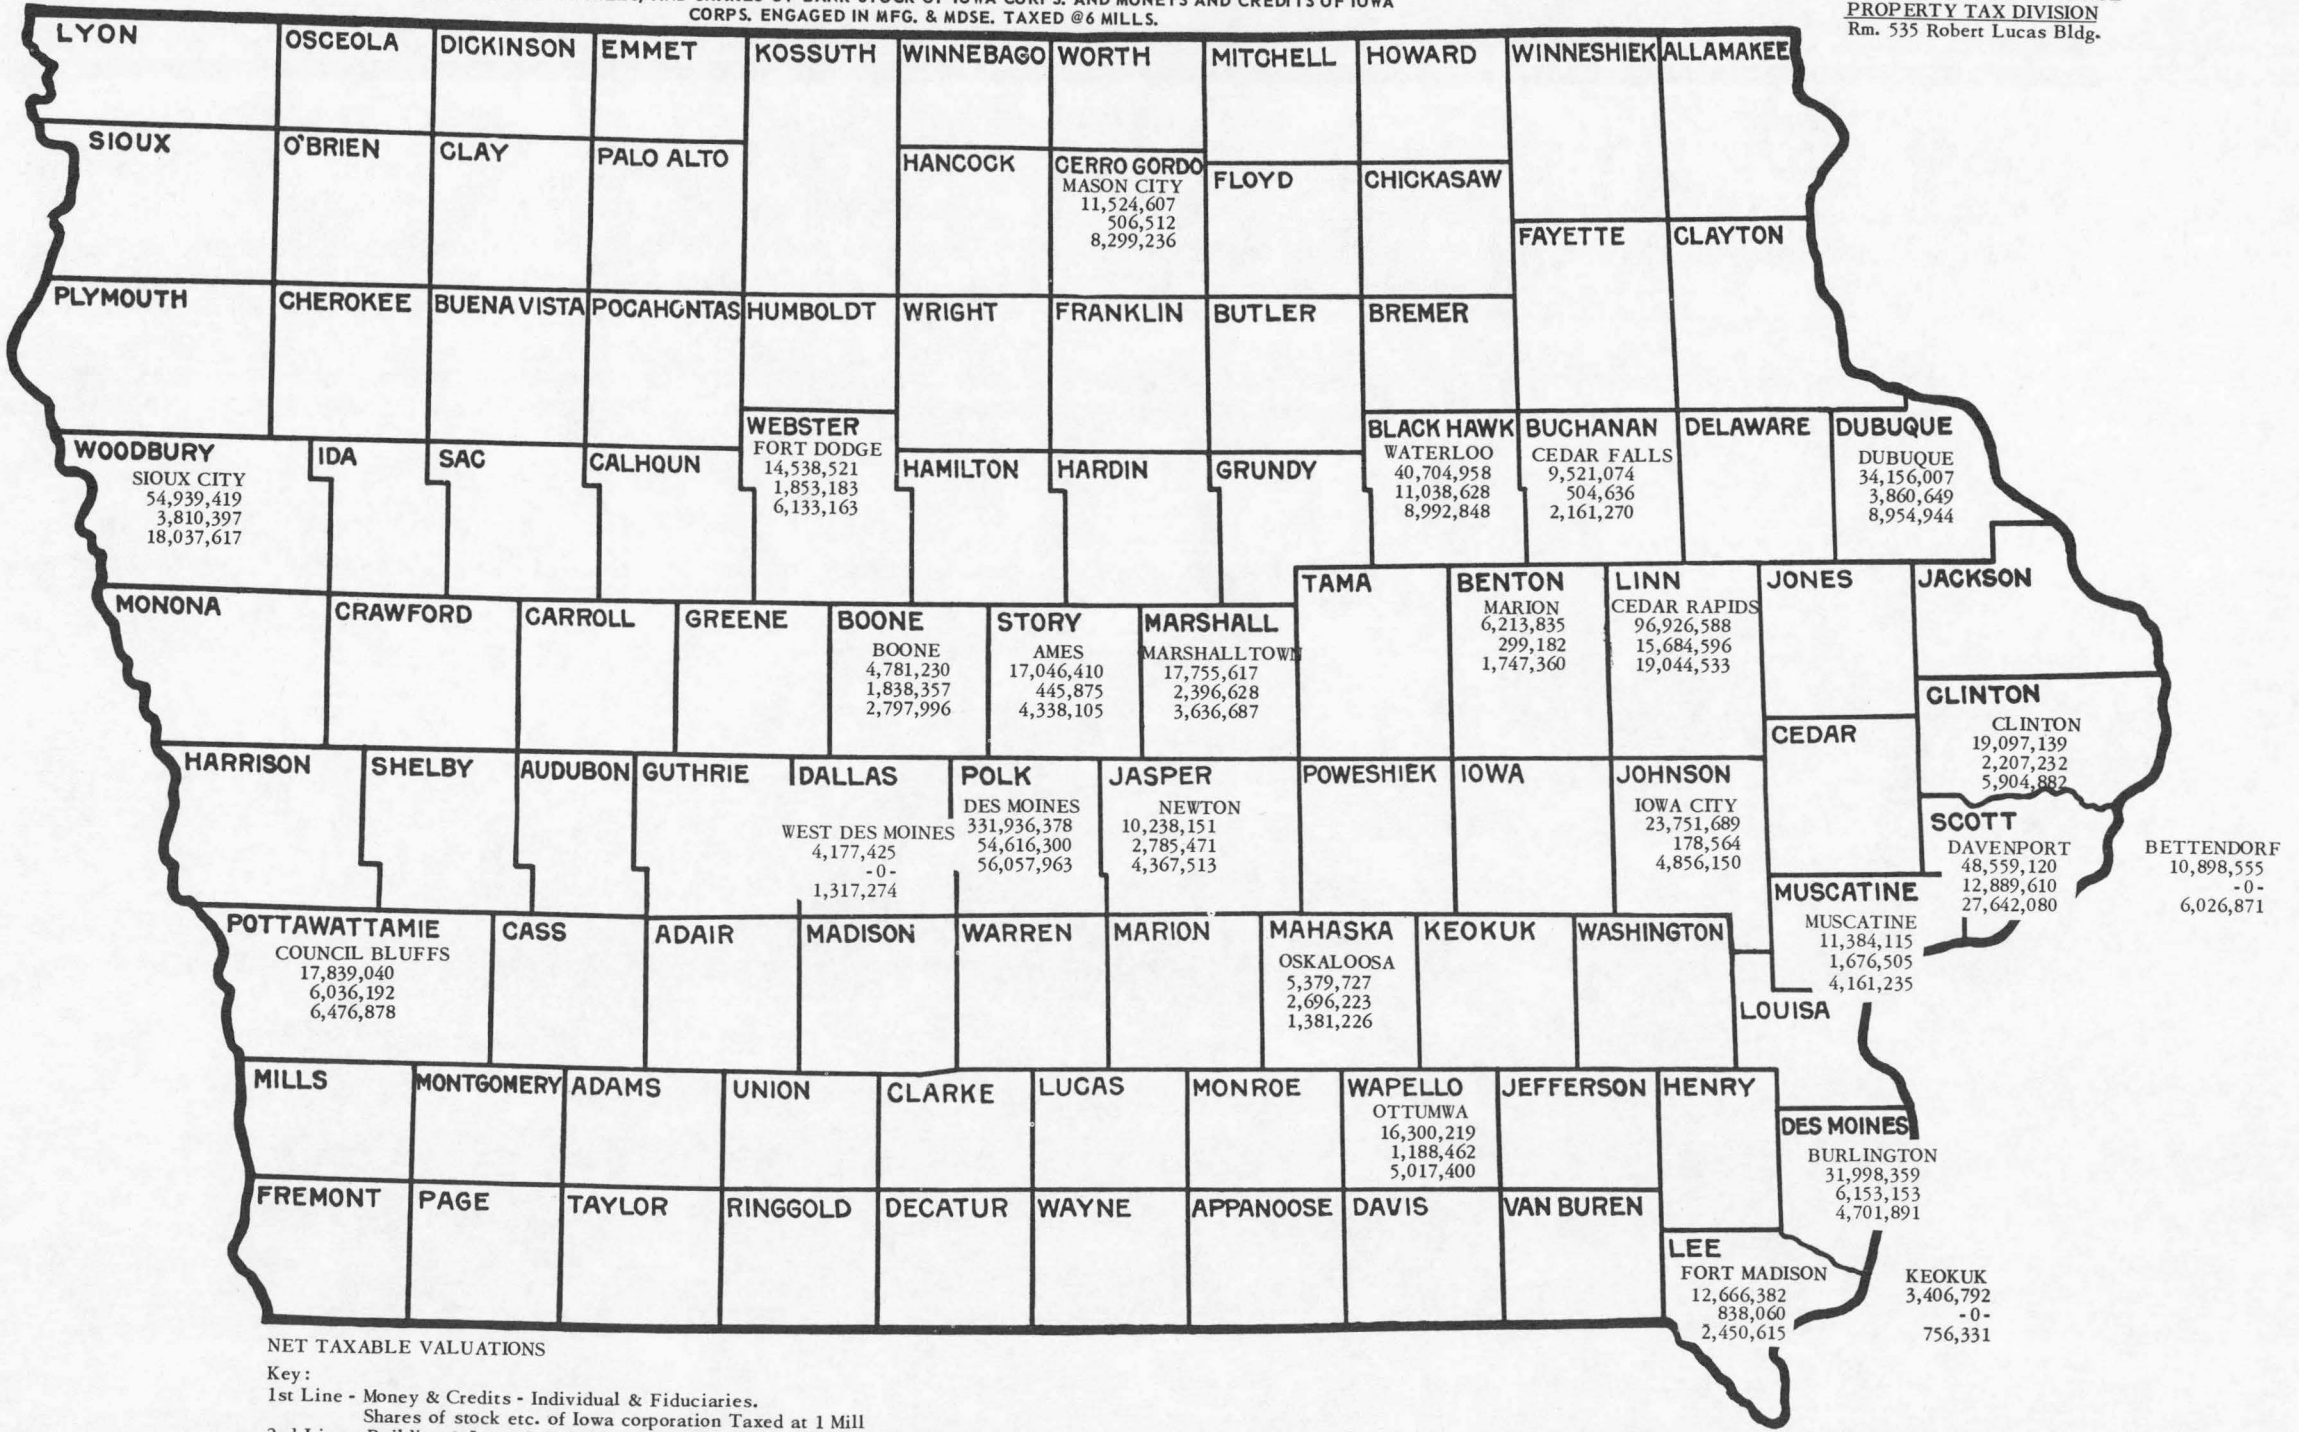 CORPS. ENGAGED IN MFG. & MDSE. TAXED @6 MILLS.
PROPERTY TAX DIVISION
Rm. 535 Robert Lucas Bldg.
LYON
OSCEOLA
DICKINSON
EMMET
KOSSUTH
WINNEBAGO
WORTH
MITCHELL
HOWARD
WINNESHIEK
ALLAMAKEE
SIOUX
O'BRIEN
CLAY
PALO ALTO
HANCOCK
CERRO GORDO
MASON CITY
11,524,607
506,512
8,299,236
FLOYD
CHICKASAW
FAYETTE
CLAYTON
PLYMOUTH
CHEROKEE
BUENA VISTA
POCAHONTAS
HUMBOLDT
WRIGHT
FRANKLIN
BUTLER
BREMER
WOODBURY
SIOUX CITY
54,939,419
3,810,397
18,037,617
IDA
SAC
CALHOUN
WEBSTER
FORT DODGE
14,538,521
1,853,183
6,133,163
HAMILTON
HARDIN
GRUNDY
BLACK HAWK
WATERLOO
40,704,958
11,038,628
8,992,848
BUCHANAN
CEDAR FALLS
9,521,074
504,636
2,161,270
DELAWARE
DUBUQUE
DUBUQUE
34,156,007
3,860,649
8,954,944
MONONA
CRAWFORD
CARROLL
GREENE
BOONE
BOONE
4,781,230
1,838,357
2,797,996
STORY
AMES
17,046,410
445,875
4,338,105
MARSHALL
MARSHALLTOWN
17,755,617
2,396,628
3,636,687
TAMA
BENTON
MARION
6,213,835
299,182
1,747,360
LINN
CEDAR RAPIDS
96,926,588
15,684,596
19,044,533
JONES
JACKSON
CLINTON
CLINTON
19,097,139
2,207,232
5,904,882
CEDAR
HARRISON
SHELBY
AUDUBON
GUTHRIE
DALLAS
WEST DES MOINES
4,177,425
-0-
1,317,274
POLK
DES MOINES
331,936,378
54,616,300
56,057,963
JASPER
NEWTON
10,238,151
2,785,471
4,367,513
POWESHIEK
IOWA
JOHNSON
IOWA CITY
23,751,689
178,564
4,856,150
SCOTT
DAVENPORT
48,559,120
12,889,610
27,642,080
BETTENDORF
10,898,555
-0-
6,026,871
MUSCATINE
MUSCATINE
11,384,115
1,676,505
4,161,235
POTTAWATTAMIE
COUNCIL BLUFFS
17,839,040
6,036,192
6,476,878
CASS
ADAIR
MADISON
WARREN
MARION
MAHASKA
OSKALOOSA
5,379,727
2,696,223
1,381,226
KEOKUK
WASHINGTON
LOUISA
MILLS
MONTGOMERY
ADAMS
UNION
CLARKE
LUCAS
MONROE
WAPELLO
OTTUMWA
16,300,219
1,188,462
5,017,400
JEFFERSON
HENRY
DES MOINES
BURLINGTON
31,998,359
6,153,153
4,701,891
FREMONT
PAGE
TAYLOR
RINGGOLD
DECATUR
WAYNE
APPANOOSE
DAVIS
VAN BUREN
LEE
FORT MADISON
12,666,382
838,060
2,450,615
KEOKUK
3,406,792
-0-
756,331
NET TAXABLE VALUATIONS
Key:
1st Line - Money & Credits - Individual & Fiduciaries.
Shares of stock etc. of Iowa corporation Taxed at 1 Mill